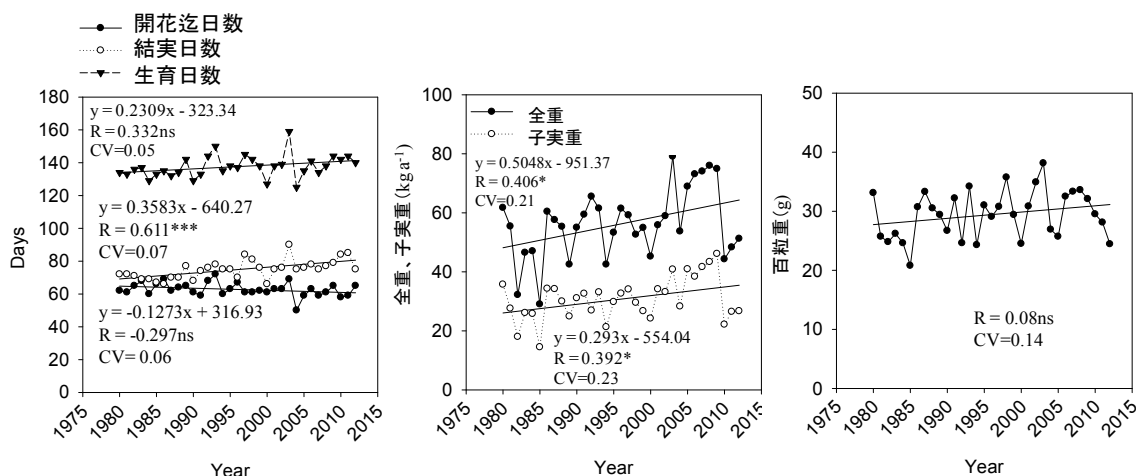 開花迄日数
結実日数
生育日数
180
160
140
120
100
80
60
40
20
0
Days
y = 0.2309x - 323.34
R = 0.332ns
CV=0.05
y = 0.3583x - 640.27
R = 0.611***
CV=0.07
y = -0.1273x + 316.93
R = -0.297ns
CV= 0.06
1975
1980
1985
1990
1995
2000
2005
2010
2015
Year
100
80
60
40
20
0
全重、子実重(kg a-1)
全重
子実重
y = 0.5048x - 951.37
R = 0.406*
CV=0.21
y = 0.293x - 554.04
R = 0.392*
CV=0.23
1975
1980
1985
1990
1995
2000
2005
2010
2015
Year
50
40
30
20
10
0
百粒重(g)
R = 0.08ns
CV=0.14
1975
1980
1985
1990
1995
2000
2005
2010
2015
Year